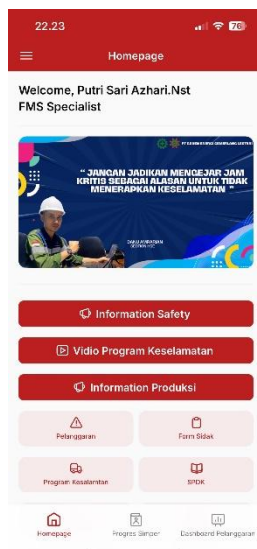 22.23
76
Homepage
Welcome, Putri Sari Azhari.Nst
FMS Specialist
“ JANGAN JADIKAN MENGEJAR JAM
KRITIS SEBAGAI ALASAN UNTUK TIDAK
MENERAPKAN KESELAMATAN ”
Information Safety
Vidio Program Keselamatan
Information Produksi
Pelanggaran
Form Sidak
Program Keselamatan
SPDK
Homepage
Progres Simper
Dashboard Pelanggaran